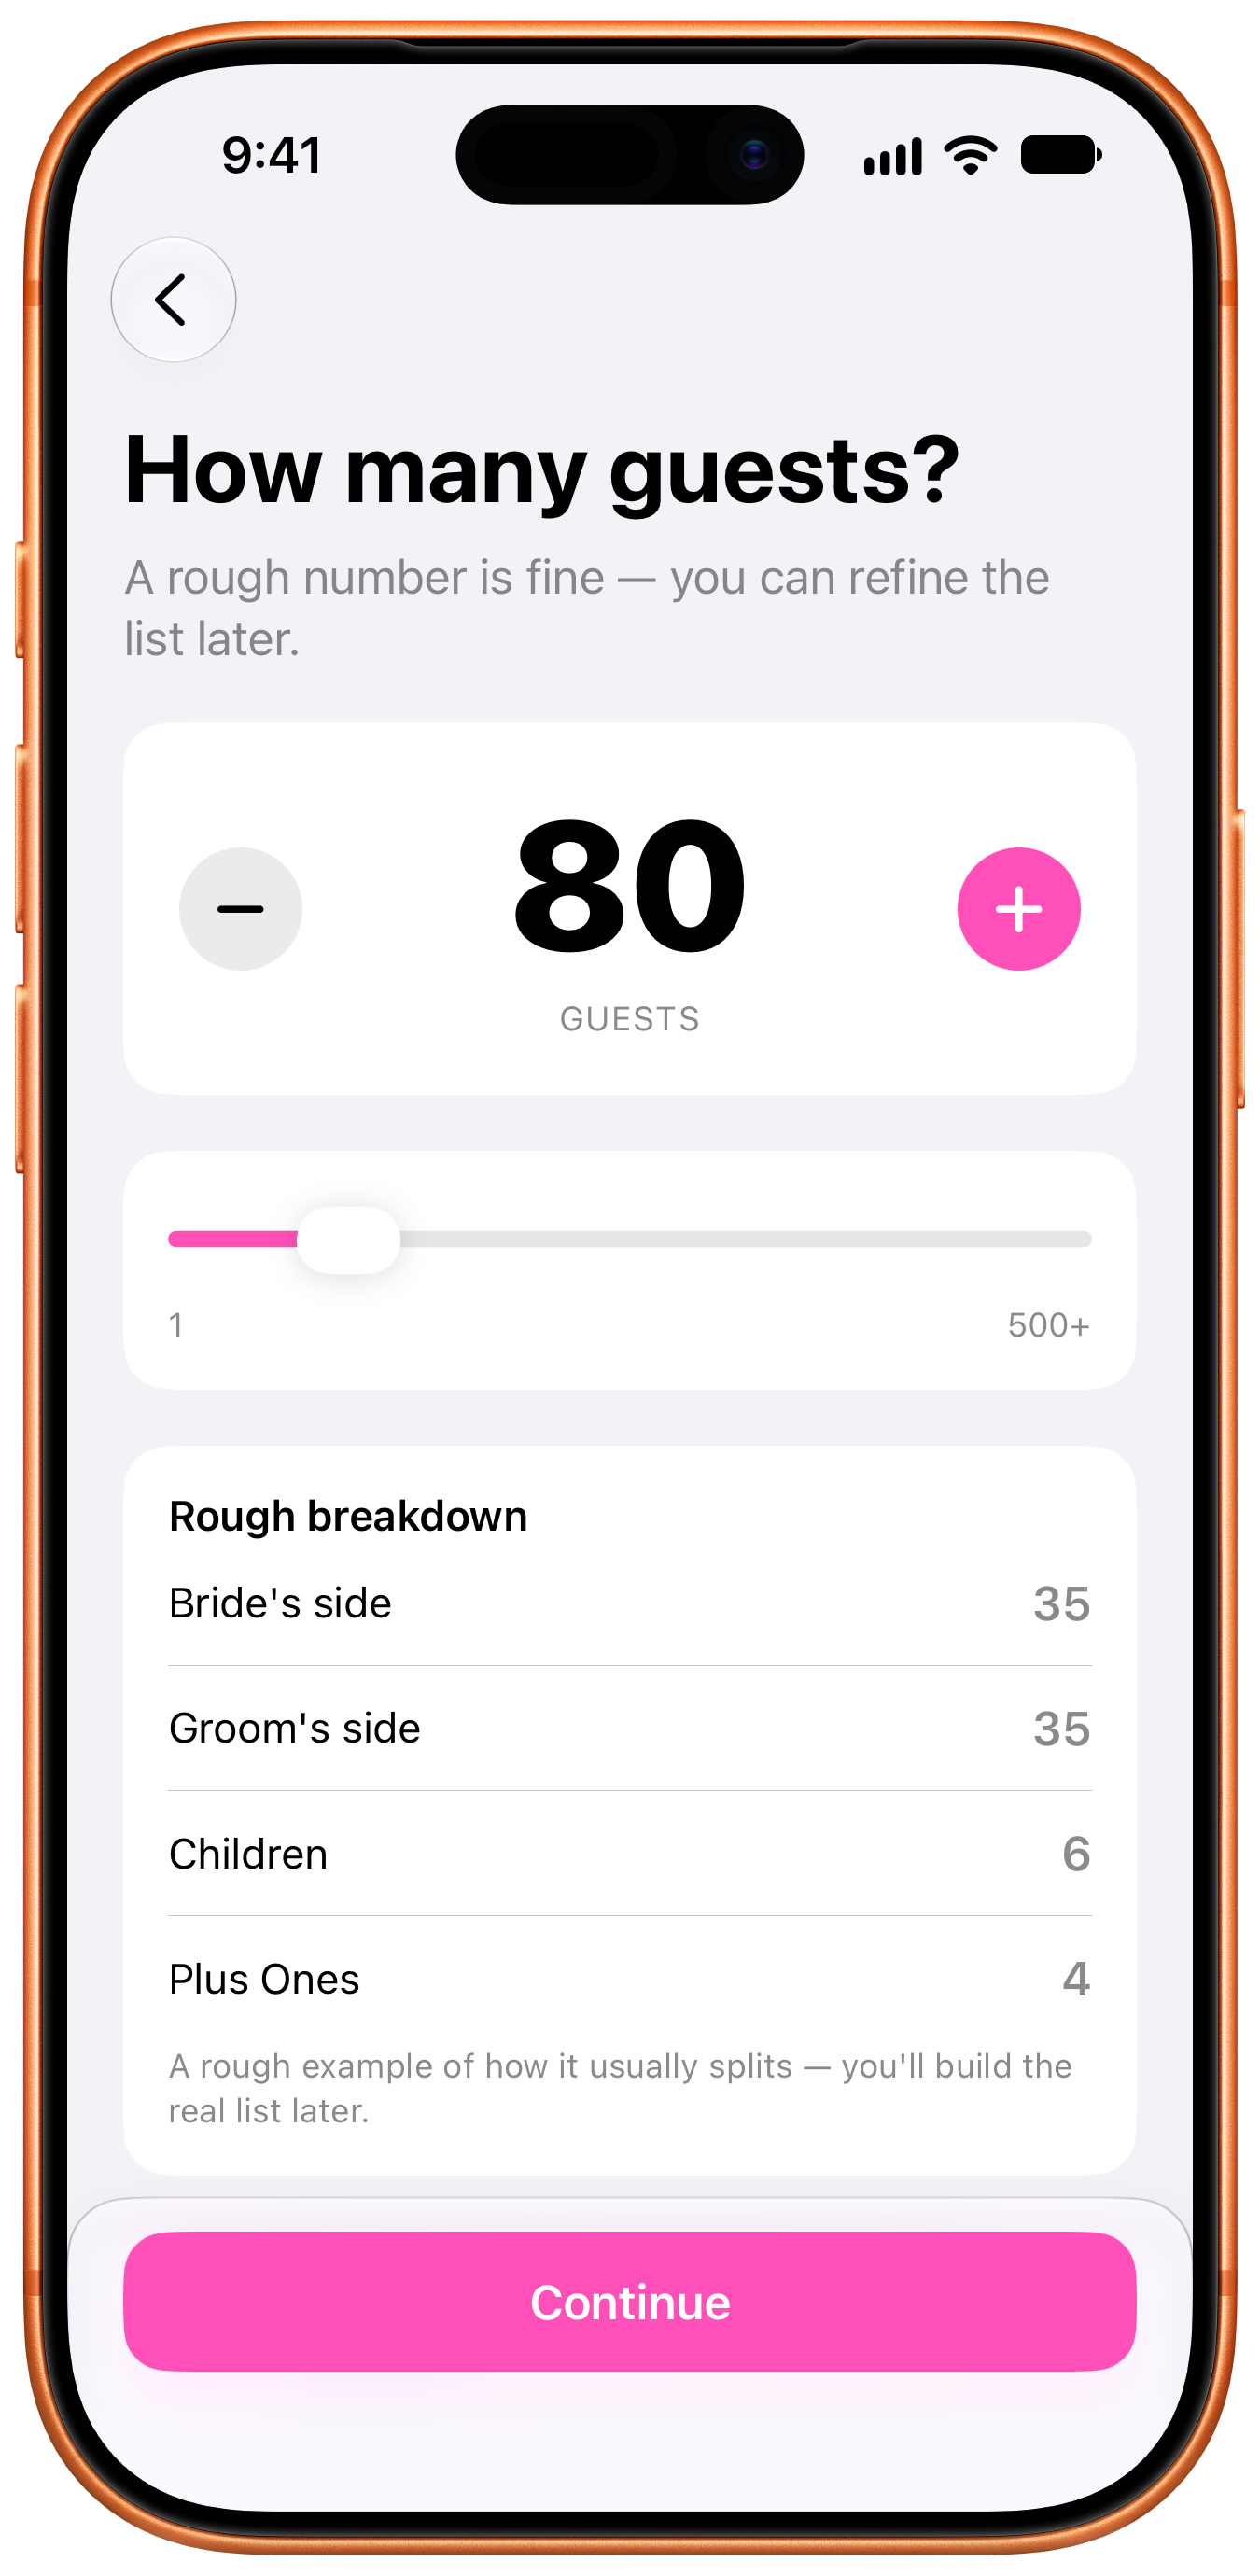 9:41
How many guests?
A rough number is fine — you can refine the
list later.
80
GUESTS
1
500+
Rough breakdown
Bride's side
35
Groom's side
35
Children
6
Plus Ones
4
A rough example of how it usually splits — you'll build the
real list later.
Continue